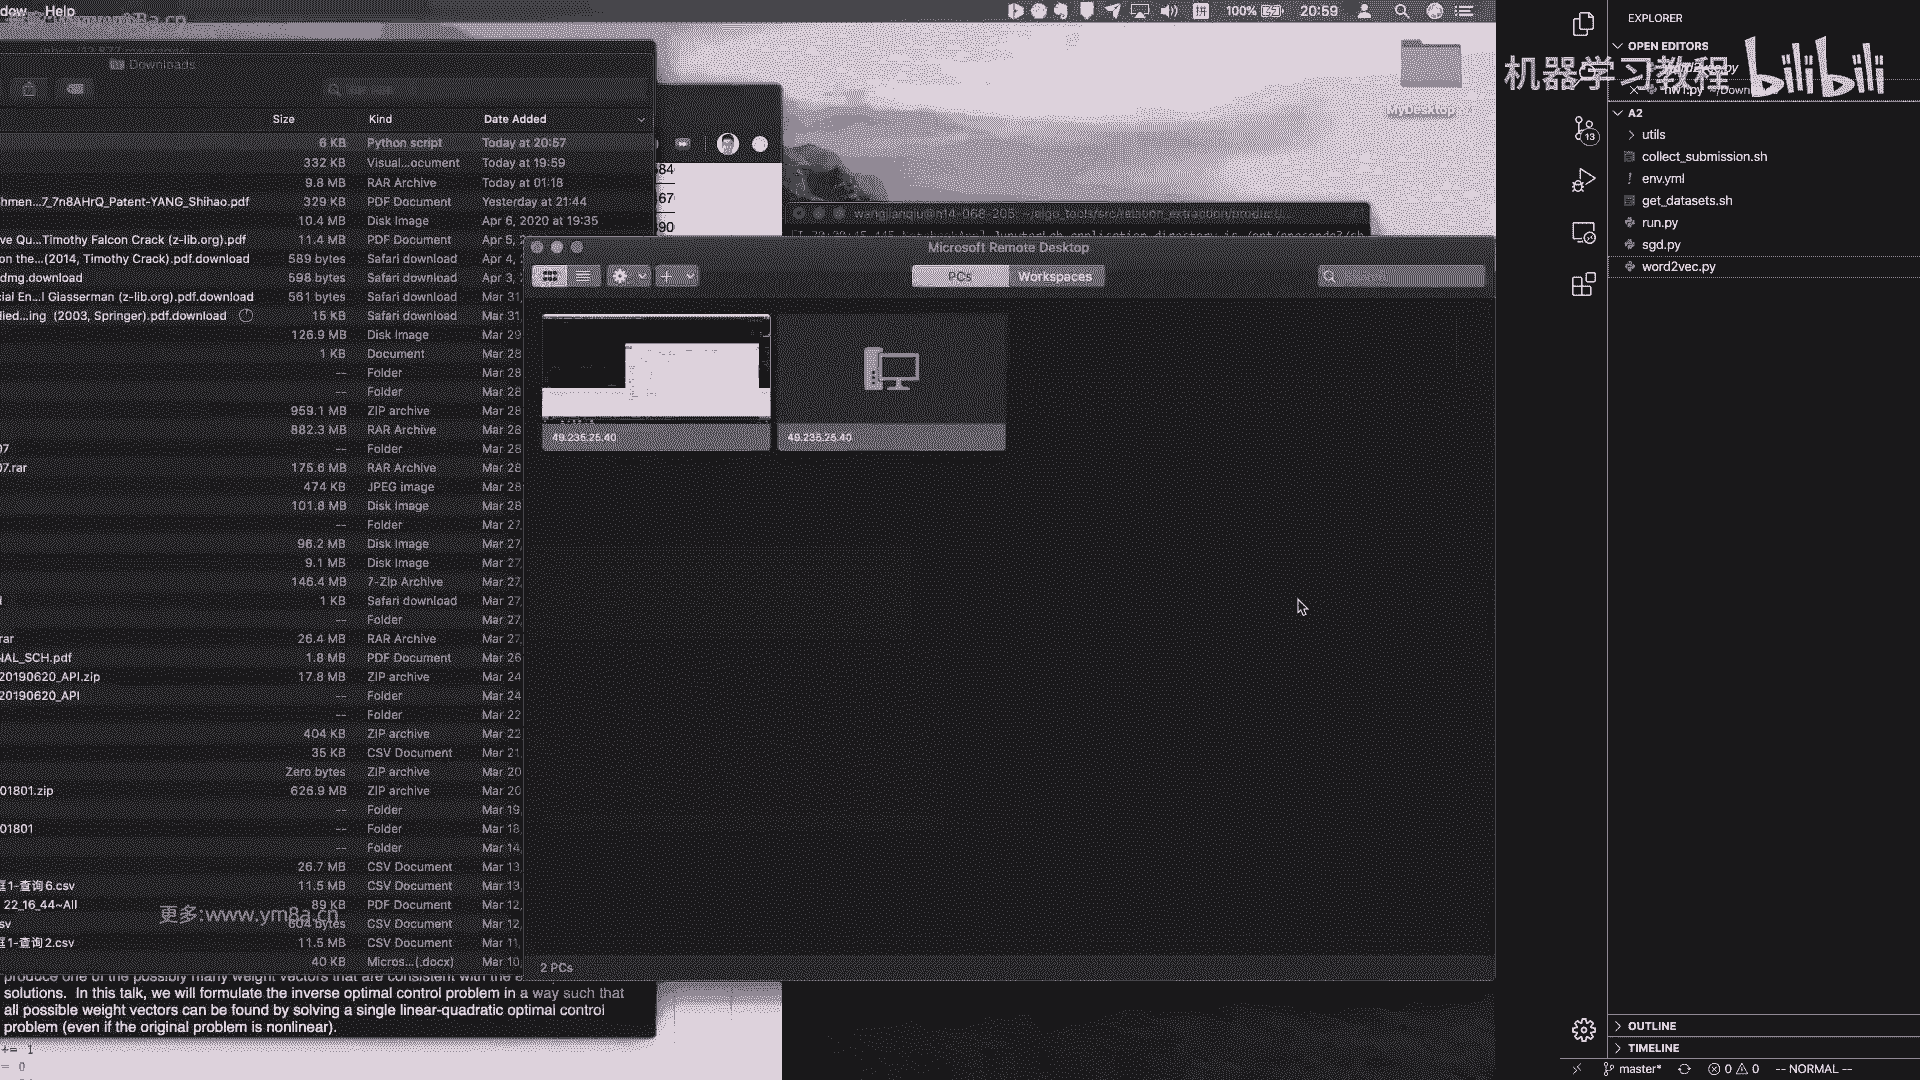 dow Help
100% 20:59
Downloads
Size Kind Date Added
6 KB Python script Today at 20:57
332 KB Visual...ocument Today at 19:59
9.8 MB RAR Archive Today at 01:18
hmen...7_7n8AHrQ_Patent-YANG_Shihao.pdf 329 KB PDF Document Yesterday at 21:44
10.4 MB Disk Image Apr 6, 2020 at 19:35
ve Qu...Timothy Falcon Crack (z-lib.org).pdf 11.4 MB PDF Document Apr 5,
on the...(2014, Timothy Crack).pdf.download 589 bytes Safari download Apr 4,
dmg.download 598 bytes Safari download Apr 3,
cial En...l Glasserman (z-lib.org).pdf.download 561 bytes Safari download Mar 31
lied...ing (2003, Springer).pdf.download 15 KB Safari download Mar 31
126.9 MB Disk Image Mar 29
1 KB Document Mar 28
-- Folder Mar 28
-- Folder Mar 28
959.1 MB ZIP archive Mar 28
882.3 MB RAR Archive Mar 28
07 -- Folder Mar 28
07.rar 175.6 MB RAR Archive Mar 28
474 KB JPEG image Mar 28
101.8 MB Disk Image Mar 28
-- Folder Mar 27,
96.2 MB Disk Image Mar 27,
9.1 MB Disk Image Mar 27,
146.4 MB 7-Zip Archive Mar 27,
1 KB Safari download Mar 27,
-- Folder Mar 27,
rar 26.4 MB RAR Archive Mar 27,
NAL_SCH.pdf 1.8 MB PDF Document Mar 26
20190620_API.zip 17.8 MB ZIP archive Mar 24
20190620_API -- Folder Mar 24
-- Folder Mar 22
404 KB ZIP archive Mar 22
35 KB CSV Document Mar 21
Zero bytes ZIP archive Mar 20
01801.zip 626.9 MB ZIP archive Mar 20
-- Folder Mar 19
01801 -- Folder Mar 18
-- Folder Mar 14
26.7 MB CSV Document Mar 13
1-查询6.csv 11.5 MB CSV Document Mar 13
22_16_44~All 89 KB PDF Document Mar 12
sv 604 bytes CSV Document Mar 12
1-查询2.csv 11.5 MB CSV Document Mar 11
40 KB Micros...(.docx) Mar 10
更多:www.ym8a.cn
solutions. In this talk, we will formulate the inverse optimal control problem in a way such that
all possible weight vectors can be found by solving a single linear-quadratic optimal control
problem (even if the original problem is nonlinear).
+= 1
= 0
84
67
90
MyDesktop
wanglianqiu@m14-068-205: ~/algo_tools/src/relation_extraction/produc
Microsoft Remote Desktop
PCs Workspaces
49.235.25.40
49.235.25.40
2 PCs
EXPLORER
OPEN EDITORS
hw1.py ~/Down
机器学习教程 bilibili
13
A2
utils
collect_submission.sh
env.yml
get_datasets.sh
run.py
sgd.py
word2vec.py
OUTLINE
TIMELINE
master* 0 0 -- NORMAL --